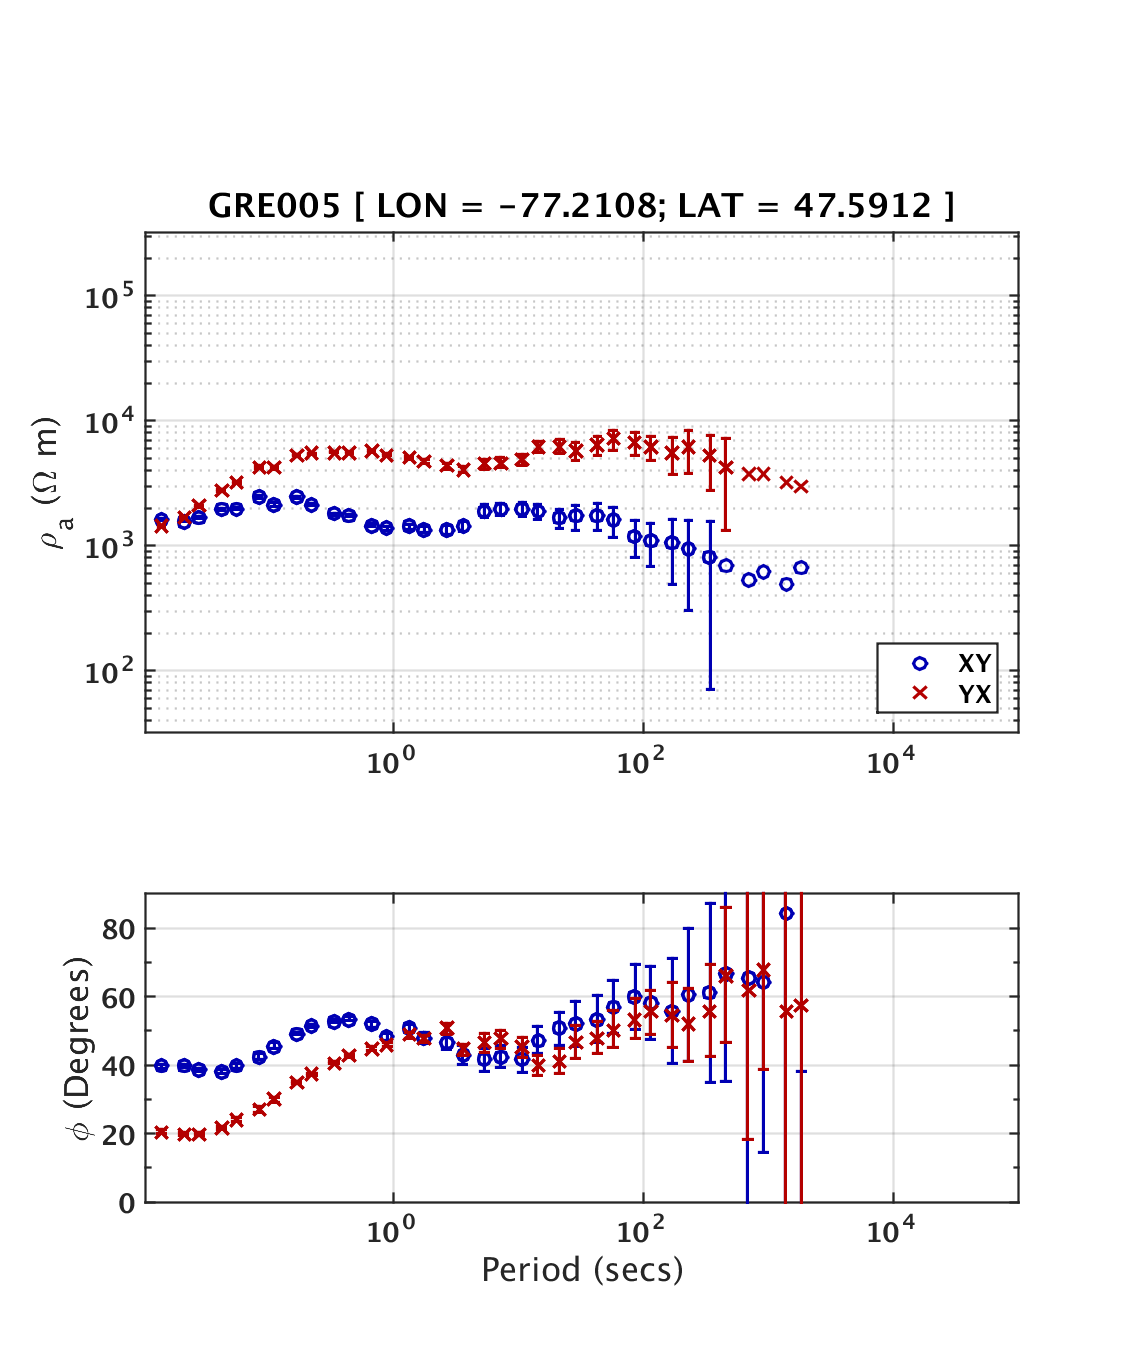 GRE005 [ LON = -77.2108; LAT = 47.5912 ]
10^5
10^4
10^3
10^2
ρ_a (Ω m)
XY
YX
10^0 10^2 10^4
80
60
40
20
0
ϕ (Degrees)
10^0 10^2 10^4
Period (secs)